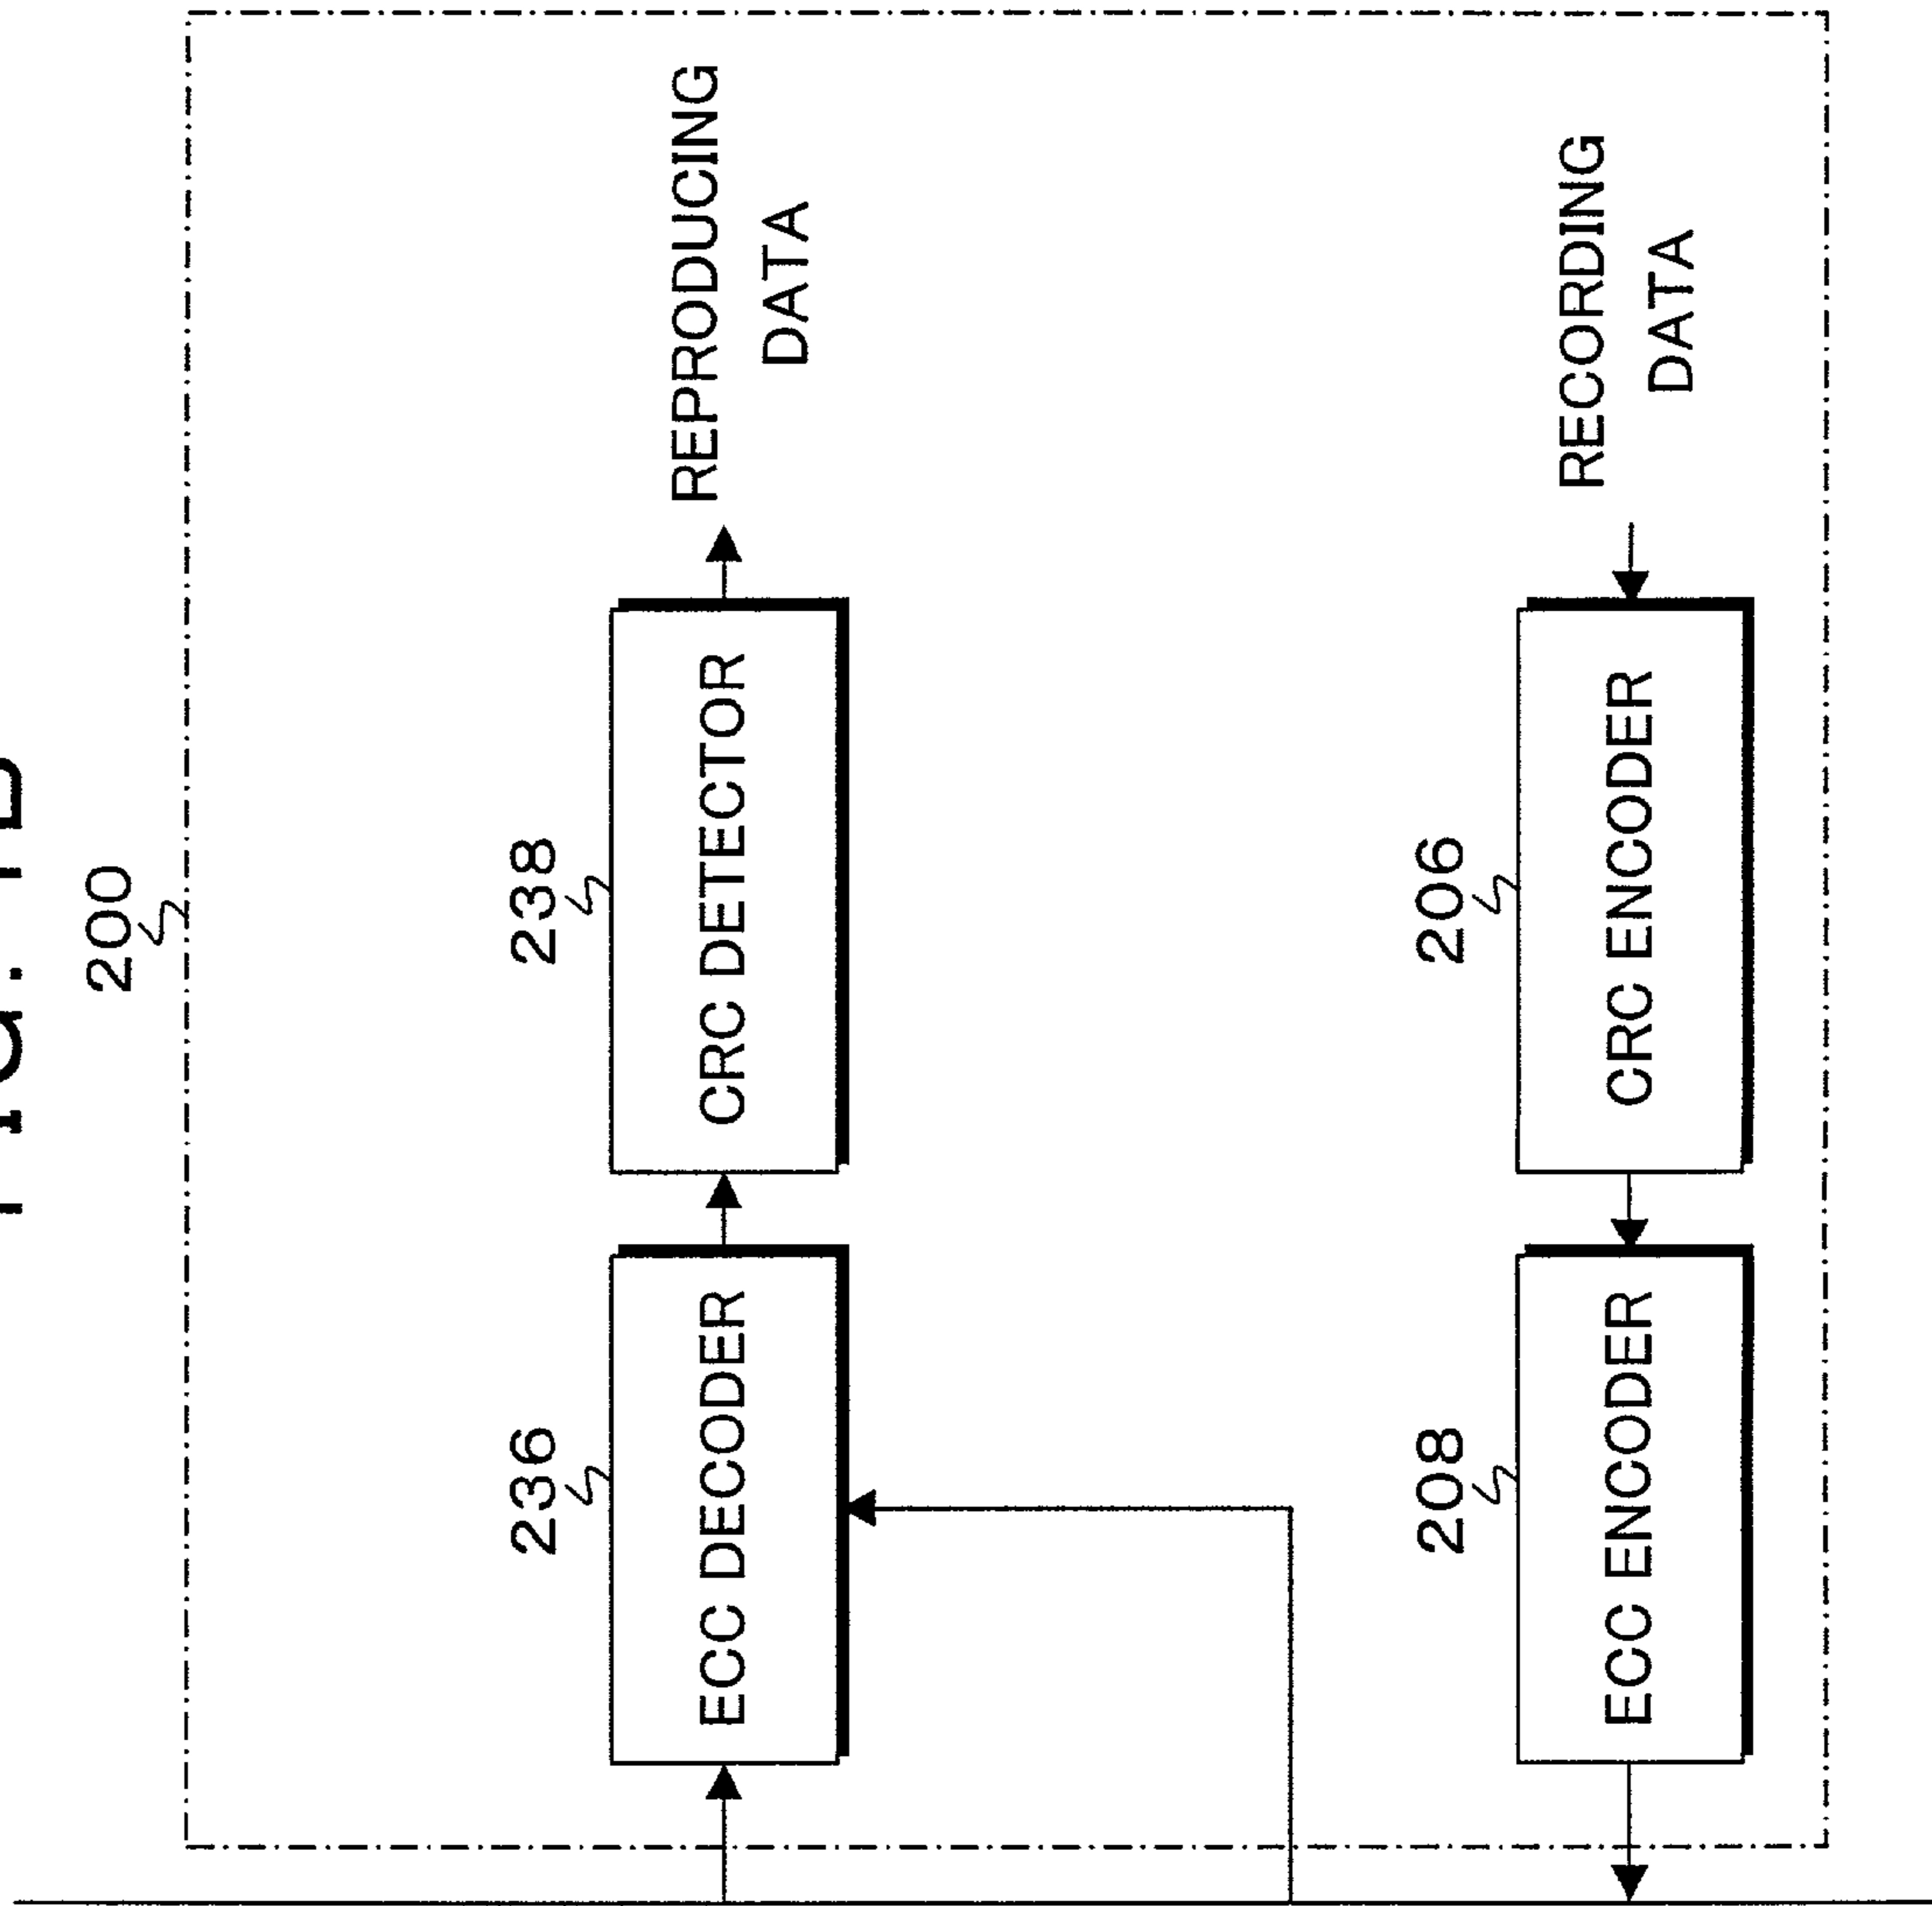 200
236
238
ECC DECODER
CRC DETECTOR
REPRODUCING
DATA
208
206
ECC ENCODER
CRC ENCODER
RECORDING
DATA